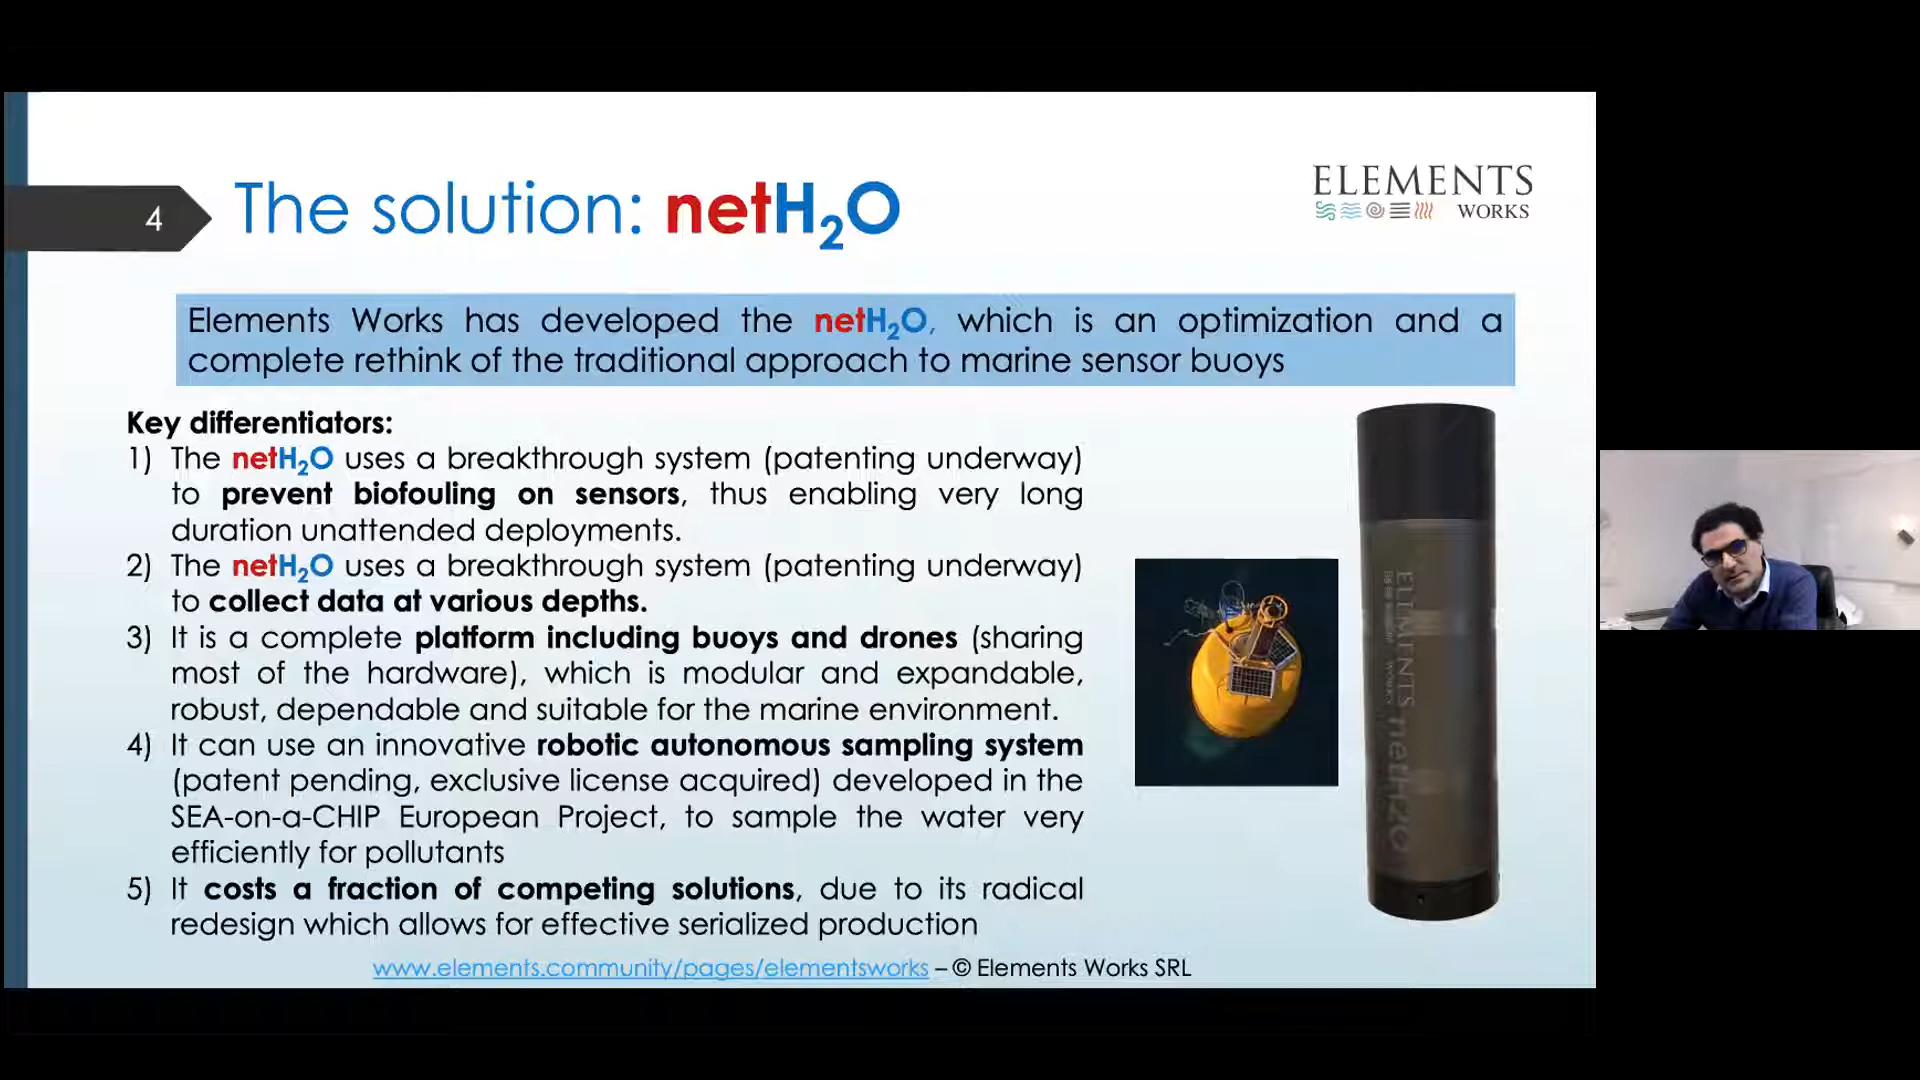 4
The solution: netH₂O
ELEMENTS
WORKS
Elements Works has developed the netH₂O, which is an optimization and a
complete rethink of the traditional approach to marine sensor buoys
Key differentiators:
1) The netH₂O uses a breakthrough system (patenting underway)
to prevent biofouling on sensors, thus enabling very long
duration unattended deployments.
2) The netH₂O uses a breakthrough system (patenting underway)
to collect data at various depths.
3) It is a complete platform including buoys and drones (sharing
most of the hardware), which is modular and expandable,
robust, dependable and suitable for the marine environment.
4) It can use an innovative robotic autonomous sampling system
(patent pending, exclusive license acquired) developed in the
SEA-on-a-CHIP European Project, to sample the water very
efficiently for pollutants
5) It costs a fraction of competing solutions, due to its radical
redesign which allows for effective serialized production
ELEMENTS
WORKS
netH2O
www.elements.community/pages/elementsworks – © Elements Works SRL